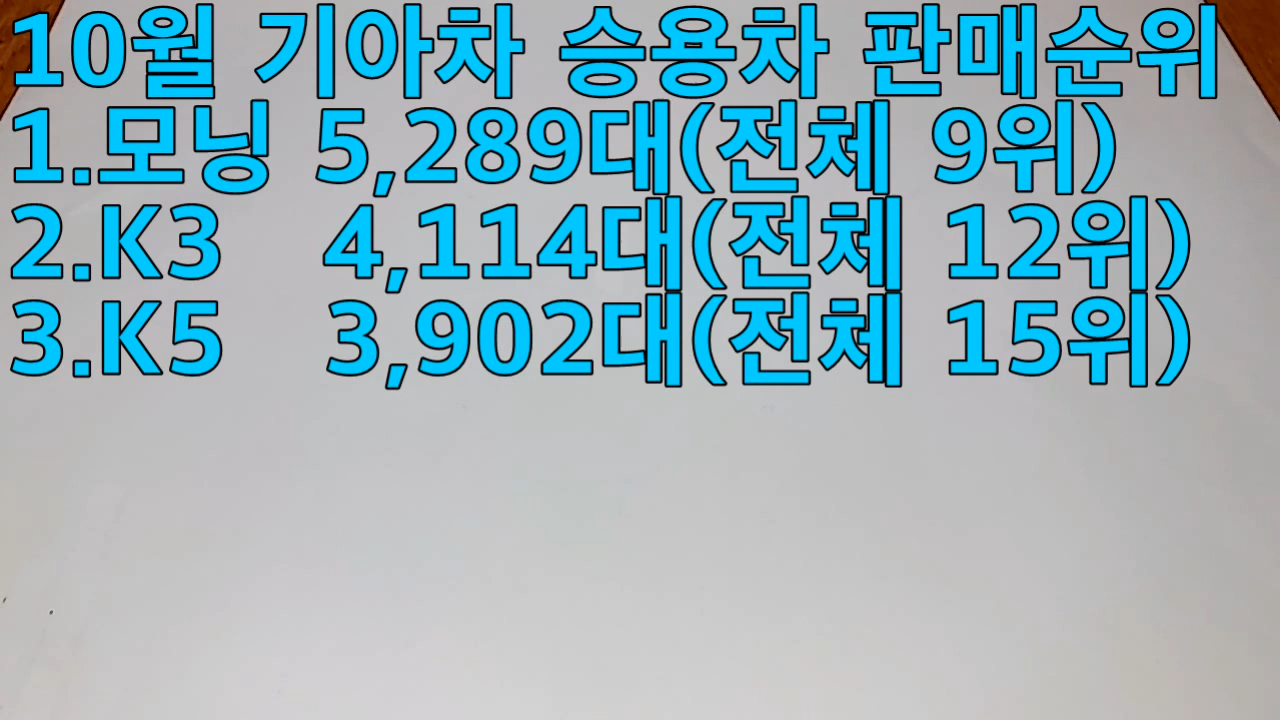 10월 기아차 승용차 판매순위
1.모닝 5,289대(전체 9위)
2.K3 4,114대(전체 12위)
3.K5 3,902대(전체 15위)